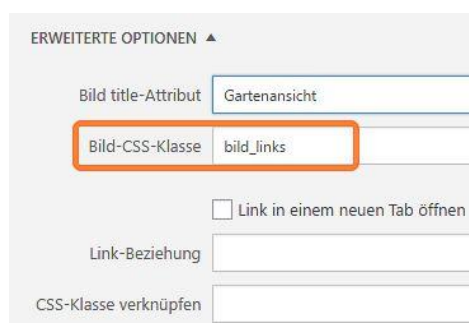 ERWEITERTE OPTIONEN ▲
Bild title-Attribut Gartenansicht
Bild-CSS-Klasse bild_links
Link in einem neuen Tab öffnen
Link-Beziehung
CSS-Klasse verknüpfen